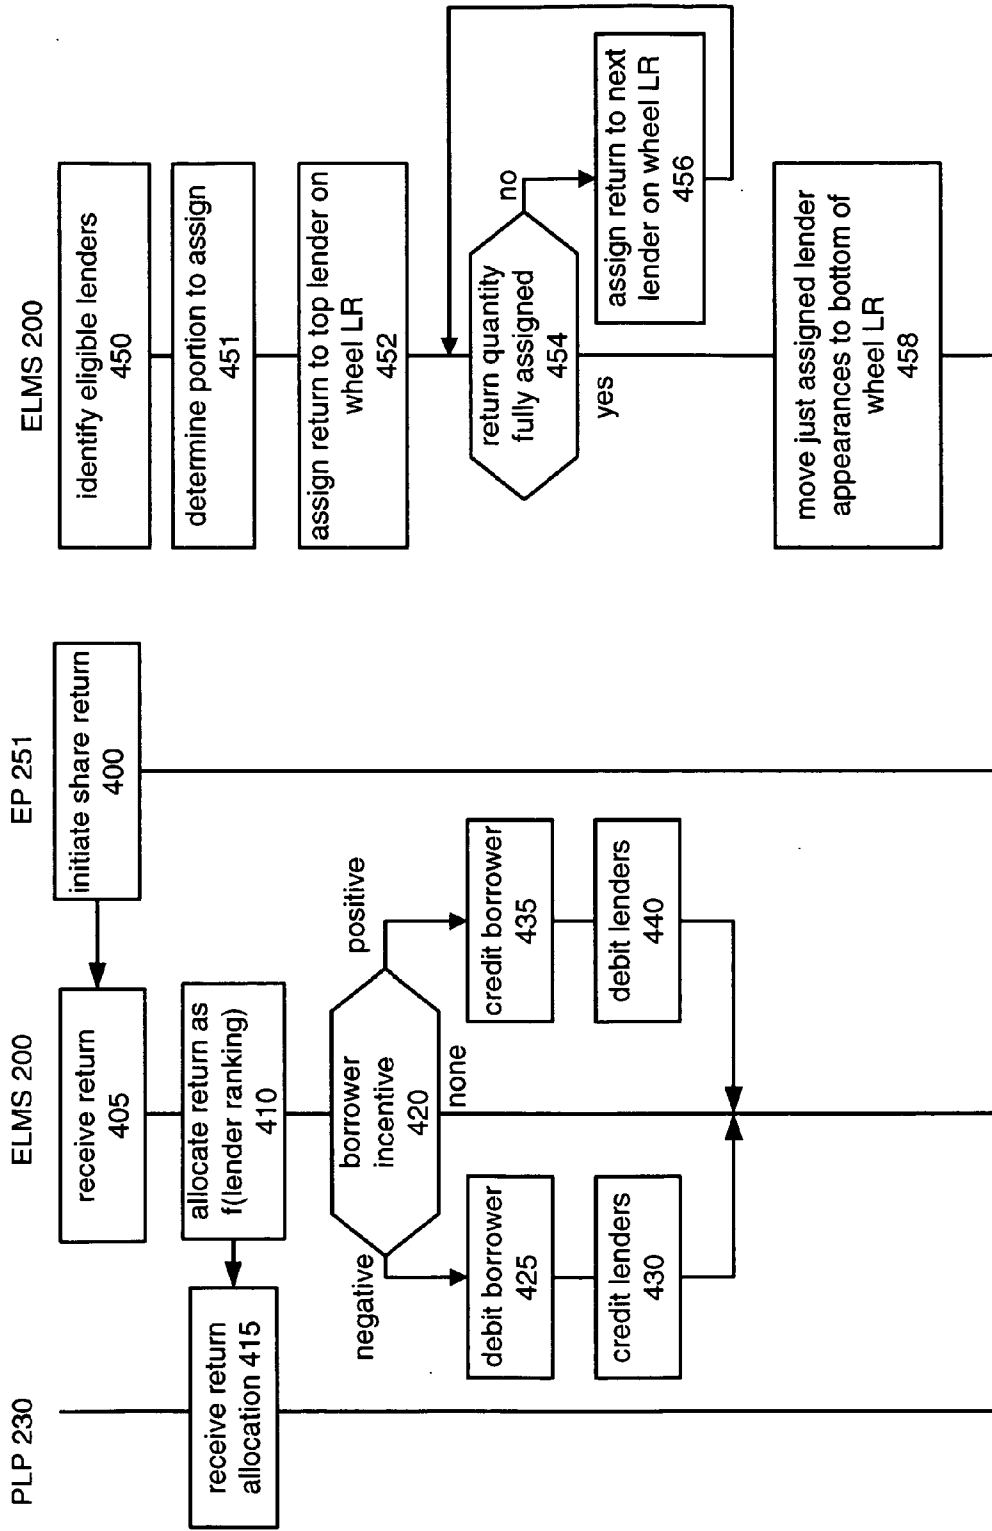 PLP 230
ELMS 200
EP 251
initiate share return
400
receive return
405
allocate return as
f(lender ranking)
410
receive return
allocation 415
borrower
incentive
420
negative
none
positive
debit borrower
425
credit lenders
430
credit borrower
435
debit lenders
440
ELMS 200
identify eligible lenders
450
determine portion to assign
451
assign return to top lender on
wheel LR
452
return quantity
fully assigned
454
no
yes
assign return to next
lender on wheel LR
456
move just assigned lender
appearances to bottom of
wheel LR
458